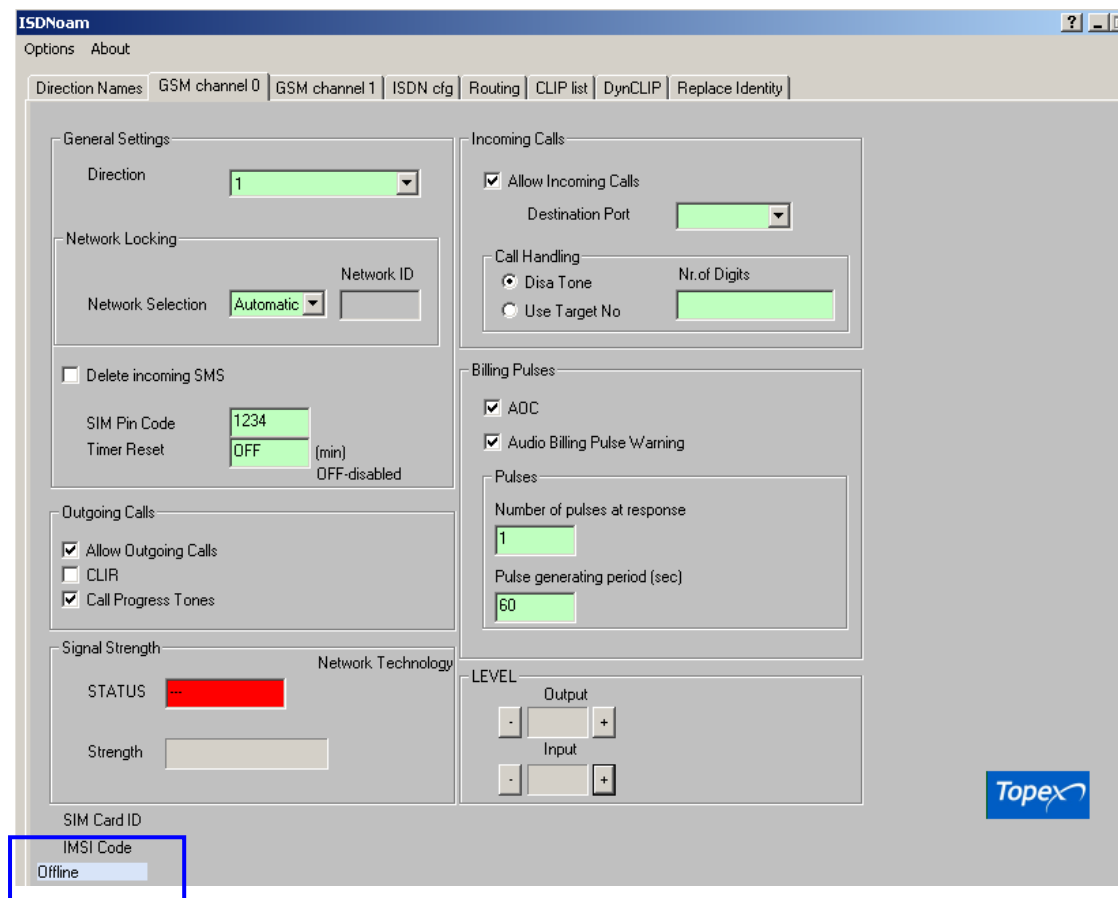 ISDNoam
Options About
Direction Names GSM channel 0 GSM channel 1 ISDN cfg Routing CLIP list DynCLIP Replace Identity
General Settings
Direction 1
Network Locking
Network ID
Network Selection Automatic
Delete incoming SMS
SIM Pin Code 1234
Timer Reset OFF (min)
OFF-disabled
Outgoing Calls
Allow Outgoing Calls
CLIR
Call Progress Tones
Signal Strength
Network Technology
STATUS ---
Strength
SIM Card ID
IMSI Code
Offline
Incoming Calls
Allow Incoming Calls
Destination Port
Call Handling
Disa Tone Nr.of Digits
Use Target No
Billing Pulses
AOC
Audio Billing Pulse Warning
Pulses
Number of pulses at response
1
Pulse generating period (sec)
60
LEVEL
Output
- +
Input
- +
Topex